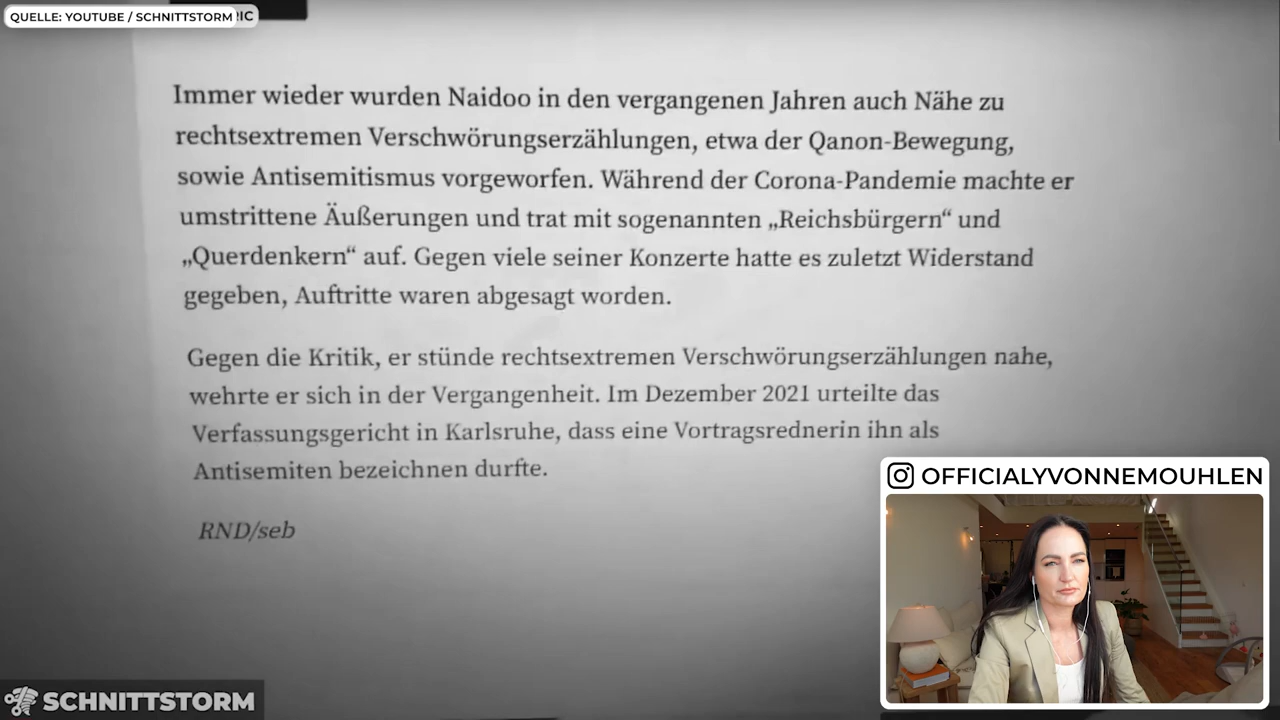 QUELLE: YOUTUBE / SCHNITTSTORM
Immer wieder wurden Naidoo in den vergangenen Jahren auch Nähe zu
rechtsextremen Verschwörungserzählungen, etwa der Qanon-Bewegung,
sowie Antisemitismus vorgeworfen. Während der Corona-Pandemie machte er
umstrittene Äußerungen und trat mit sogenannten „Reichsbürgern“ und
„Querdenkern“ auf. Gegen viele seiner Konzerte hatte es zuletzt Widerstand
gegeben, Auftritte waren abgesagt worden.
Gegen die Kritik, er stünde rechtsextremen Verschwörungserzählungen nahe,
wehrte er sich in der Vergangenheit. Im Dezember 2021 urteilte das
Verfassungsgericht in Karlsruhe, dass eine Vortragsrednerin ihn als
Antisemiten bezeichnen durfte.
RND/seb
OFFICIALYVONNEMOUHLEN
SCHNITTSTORM